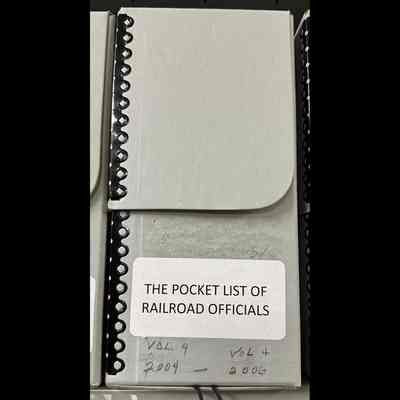 THE POCKET LIST OF
RAILROAD OFFICIALS
VOL 4 VOL 4
2004 — 2006